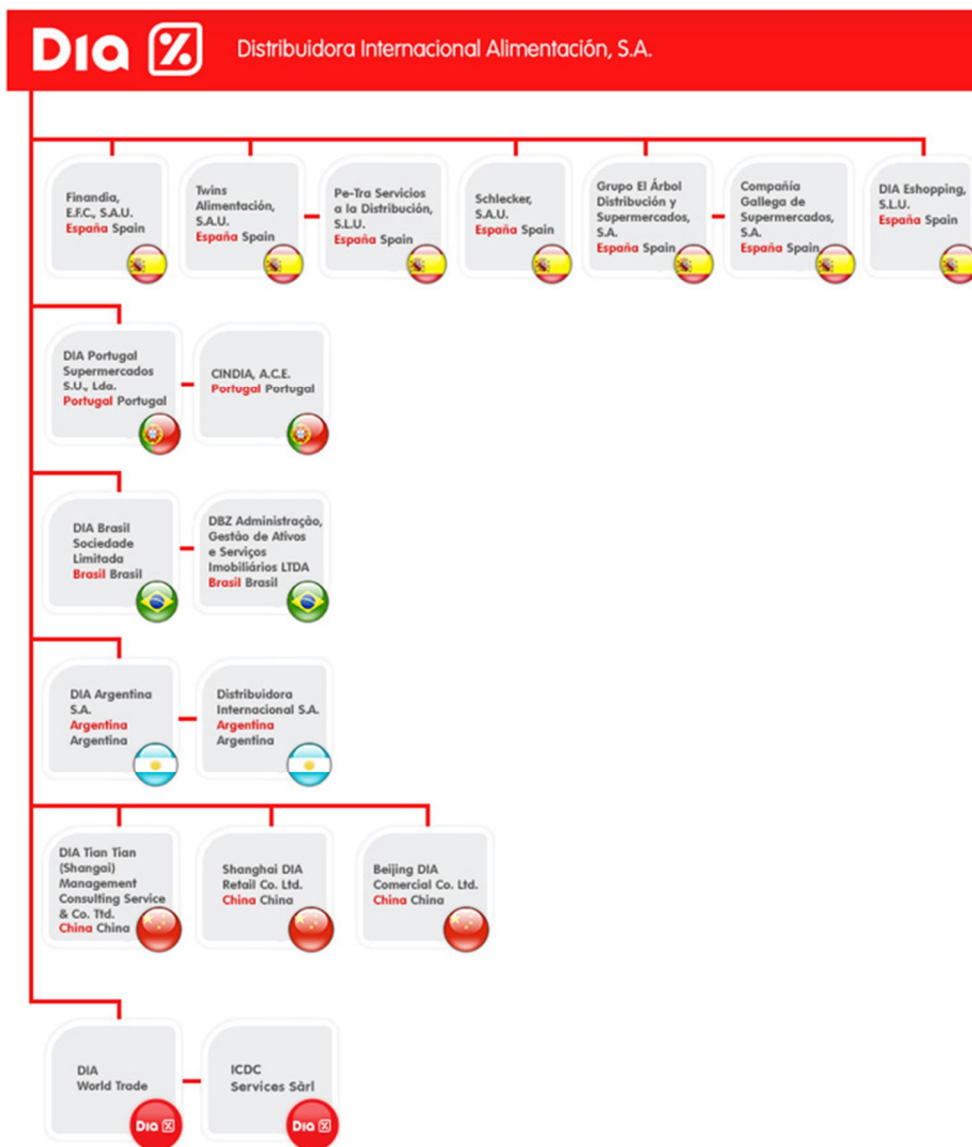 Dia % Distribuidora Internacional Alimentación, S.A.
Finandia,
E.F.C., S.A.U.
España Spain
Twins
Alimentación,
S.A.U.
España Spain
Pe-Tra Servicios
a la Distribución,
S.L.U.
España Spain
Schlecker,
S.A.U.
España Spain
Grupo El Árbol
Distribución y
Supermercados,
S.A.
España Spain
Compañía
Gallega de
Supermercados,
S.A.
España Spain
DIA Eshopping,
S.L.U.
España Spain
DIA Portugal
Supermercados
S.U., Lda.
Portugal Portugal
CINDIA, A.C.E.
Portugal Portugal
DIA Brasil
Sociedade
Limitada
Brasil Brasil
DBZ Administração,
Gestão de Ativos
e Serviços
Imobiliários LTDA
Brasil Brasil
DIA Argentina
S.A.
Argentina
Argentina
Distribuidora
Internacional S.A.
Argentina
Argentina
DIA Tian Tian
(Shangai)
Management
Consulting Service
& Co. Ttd.
China China
Shanghai DIA
Retail Co. Ltd.
China China
Beijing DIA
Comercial Co. Ltd.
China China
DIA
World Trade
Dia %
ICDC
Services Sàrl
Dia %